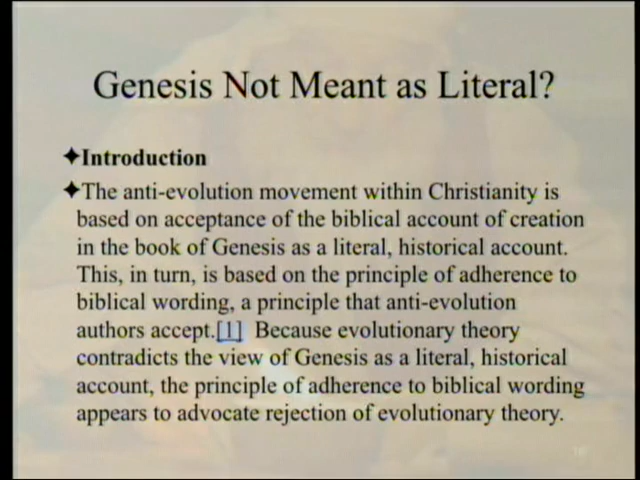 Genesis Not Meant as Literal?
✦Introduction
✦The anti-evolution movement within Christianity is
based on acceptance of the biblical account of creation
in the book of Genesis as a literal, historical account.
This, in turn, is based on the principle of adherence to
biblical wording, a principle that anti-evolution
authors accept.[1] Because evolutionary theory
contradicts the view of Genesis as a literal, historical
account, the principle of adherence to biblical wording
appears to advocate rejection of evolutionary theory.